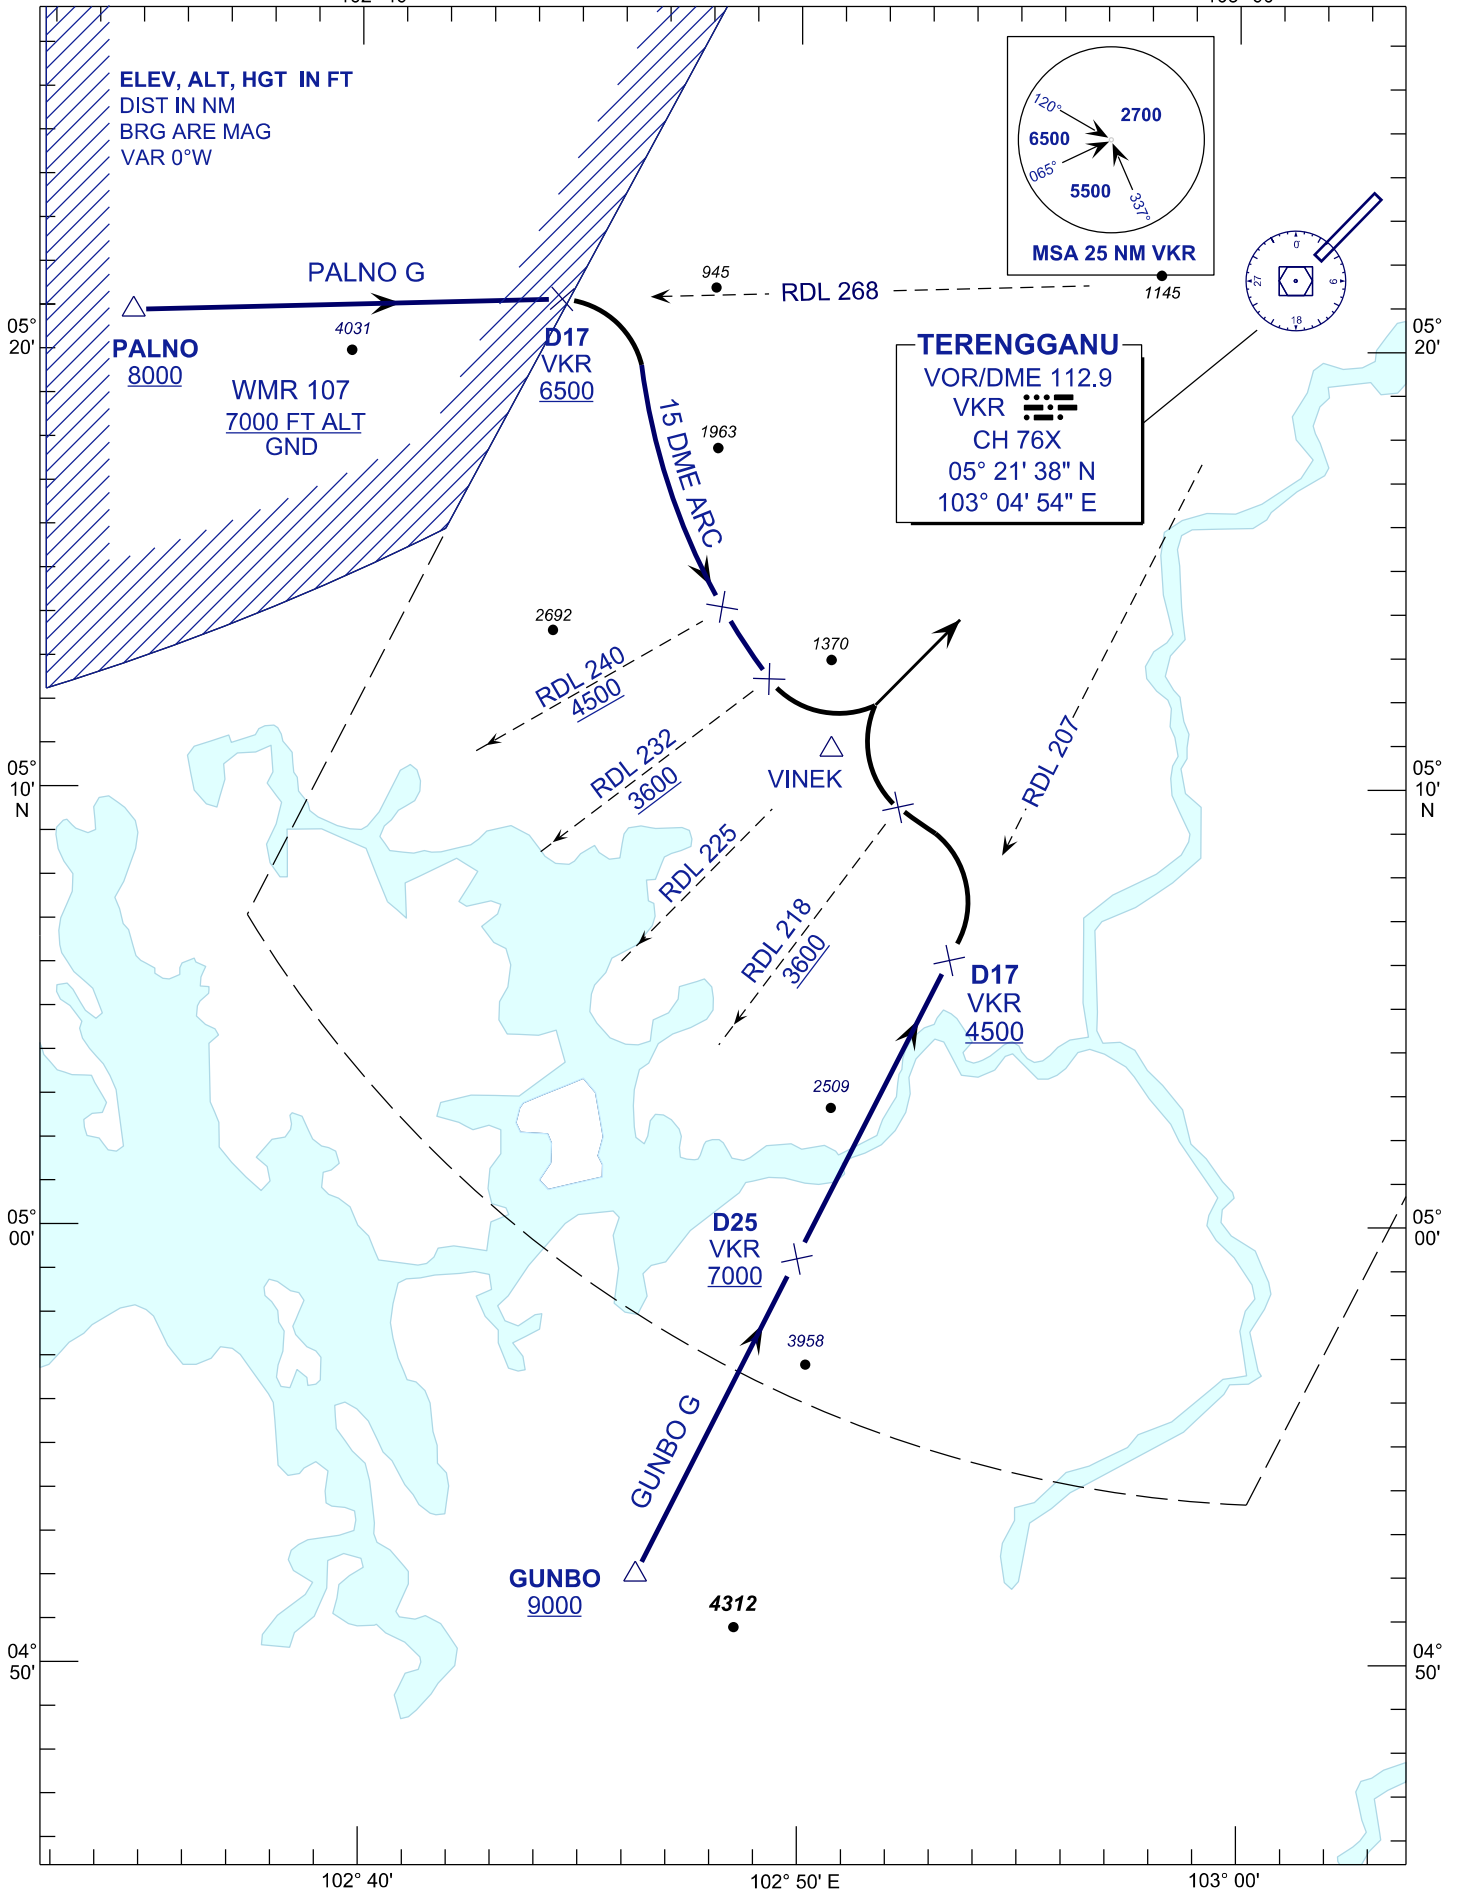 ELEV, ALT, HGT IN FT
DIST IN NM
BRG ARE MAG
VAR 0°W
120°
2700
6500
065°
5500
337°
MSA 25 NM VKR
1145
PALNO G
945
RDL 268
0
27
9
18
05°
20'
PALNO
8000
4031
WMR 107
7000 FT ALT
GND
D17
VKR
6500
TERENGGANU
VOR/DME 112.9
VKR
CH 76X
05° 21' 38" N
103° 04' 54" E
05°
20'
15 DME ARC
1963
2692
1370
RDL 240
4500
RDL 232
3600
VINEK
RDL 225
RDL 207
05°
10'
N
05°
10'
N
RDL 218
3600
D17
VKR
4500
2509
05°
00'
D25
VKR
7000
05°
00'
3958
GUNBO G
GUNBO
9000
4312
04°
50'
04°
50'
102° 40'
102° 50' E
103° 00'